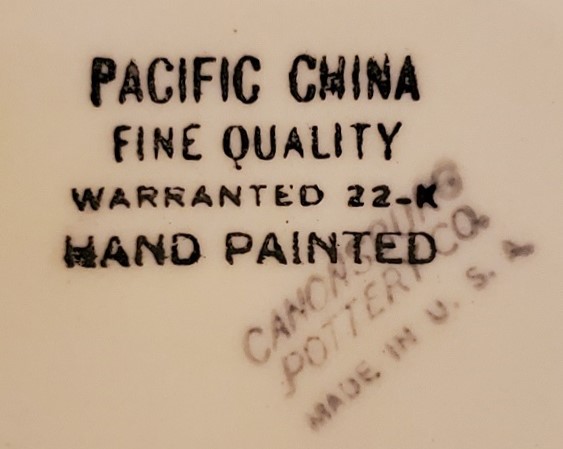 PACIFIC CHINA
FINE QUALITY
WARRANTED 22-K
HAND PAINTED
CANONSBURG
POTTERY CO.
MADE IN U. S. A